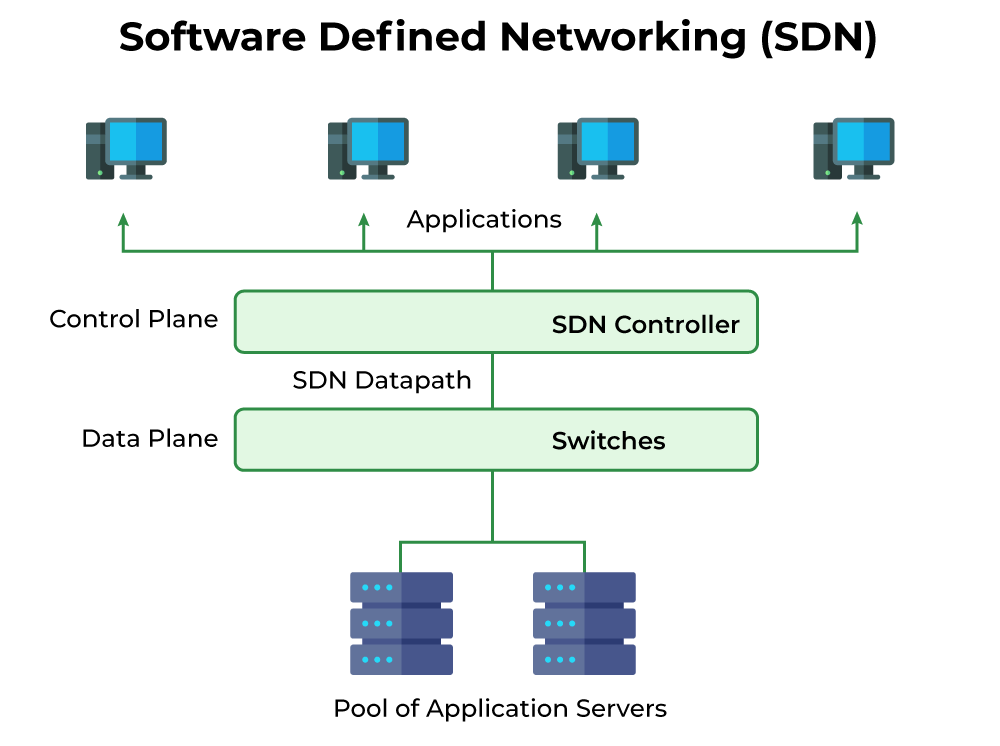 Software Defined Networking (SDN)
Applications
Control Plane
SDN Controller
SDN Datapath
Data Plane
Switches
Pool of Application Servers